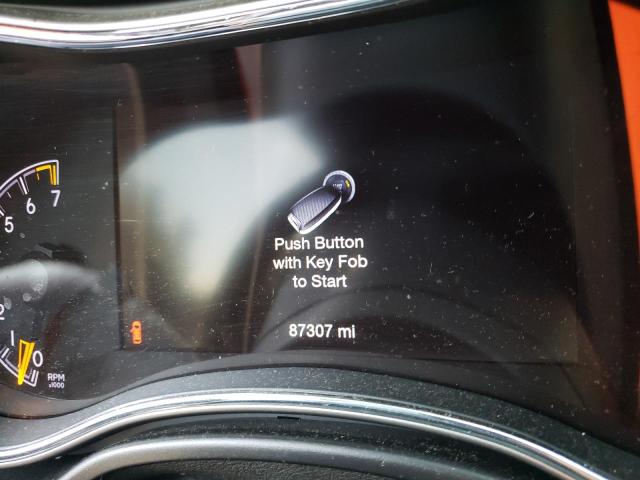 5 6 7
Push Button
with Key Fob
to Start
2
1
0
87307 mi
RPM
x1000